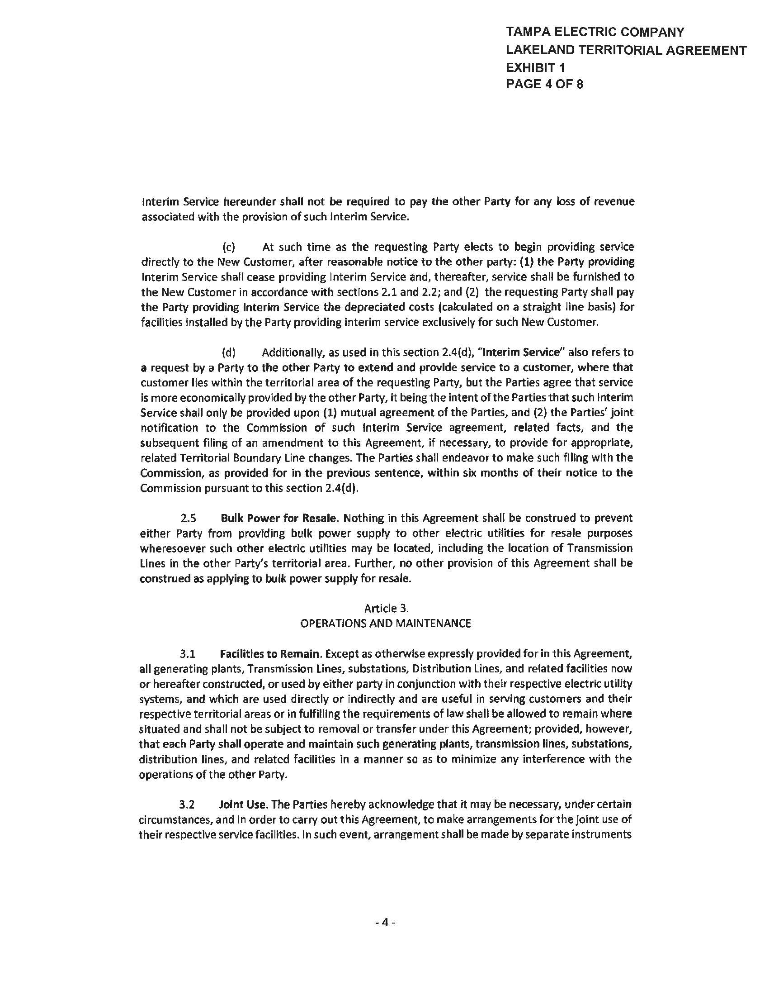 TAMPA ELECTRIC COMPANY
LAKELAND TERRITORIAL AGREEMENT
EXHIBIT 1
PAGE 4 OF 8
Interim Service hereunder shall not be required to pay the other Party for any loss of revenue
associated with the provision of such Interim Service.
(c) At such time as the requesting Party elects to begin providing service
directly to the New Customer, after reasonable notice to the other party: (1) the Party providing
Interim Service shall cease providing Interim Service and, thereafter, service shall be furnished to
the New Customer in accordance with sections 2.1 and 2.2; and (2) the requesting Party shall pay
the Party providing Interim Service the depreciated costs (calculated on a straight line basis) for
facilities installed by the Party providing interim service exclusively for such New Customer.
(d) Additionally, as used in this section 2.4(d), “Interim Service” also refers to
a request by a Party to the other Party to extend and provide service to a customer, where that
customer lies within the territorial area of the requesting Party, but the Parties agree that service
is more economically provided by the other Party, it being the intent of the Parties that such Interim
Service shall only be provided upon (1) mutual agreement of the Parties, and (2) the Parties’ joint
notification to the Commission of such Interim Service agreement, related facts, and the
subsequent filing of an amendment to this Agreement, if necessary, to provide for appropriate,
related Territorial Boundary Line changes. The Parties shall endeavor to make such filing with the
Commission, as provided for in the previous sentence, within six months of their notice to the
Commission pursuant to this section 2.4(d).
2.5 Bulk Power for Resale. Nothing in this Agreement shall be construed to prevent
either Party from providing bulk power supply to other electric utilities for resale purposes
wheresoever such other electric utilities may be located, including the location of Transmission
Lines in the other Party’s territorial area. Further, no other provision of this Agreement shall be
construed as applying to bulk power supply for resale.
Article 3.
OPERATIONS AND MAINTENANCE
3.1 Facilities to Remain. Except as otherwise expressly provided for in this Agreement,
all generating plants, Transmission Lines, substations, Distribution Lines, and related facilities now
or hereafter constructed, or used by either party in conjunction with their respective electric utility
systems, and which are used directly or indirectly and are useful in serving customers and their
respective territorial areas or in fulfilling the requirements of law shall be allowed to remain where
situated and shall not be subject to removal or transfer under this Agreement; provided, however,
that each Party shall operate and maintain such generating plants, transmission lines, substations,
distribution lines, and related facilities in a manner so as to minimize any interference with the
operations of the other Party.
3.2 Joint Use. The Parties hereby acknowledge that it may be necessary, under certain
circumstances, and in order to carry out this Agreement, to make arrangements for the joint use of
their respective service facilities. In such event, arrangement shall be made by separate instruments
- 4 -